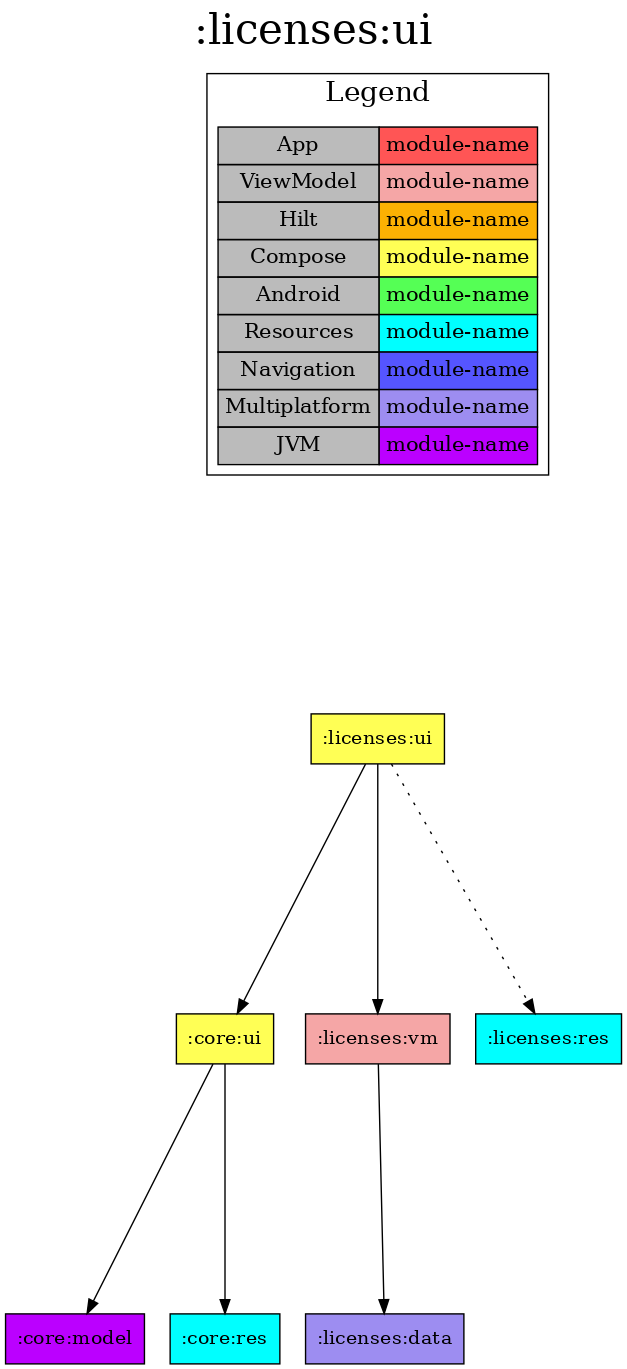 :licenses:ui
Legend
App module-name
ViewModel module-name
Hilt module-name
Compose module-name
Android module-name
Resources module-name
Navigation module-name
Multiplatform module-name
JVM module-name
:licenses:ui
:core:ui :licenses:vm :licenses:res
:core:model :core:res :licenses:data